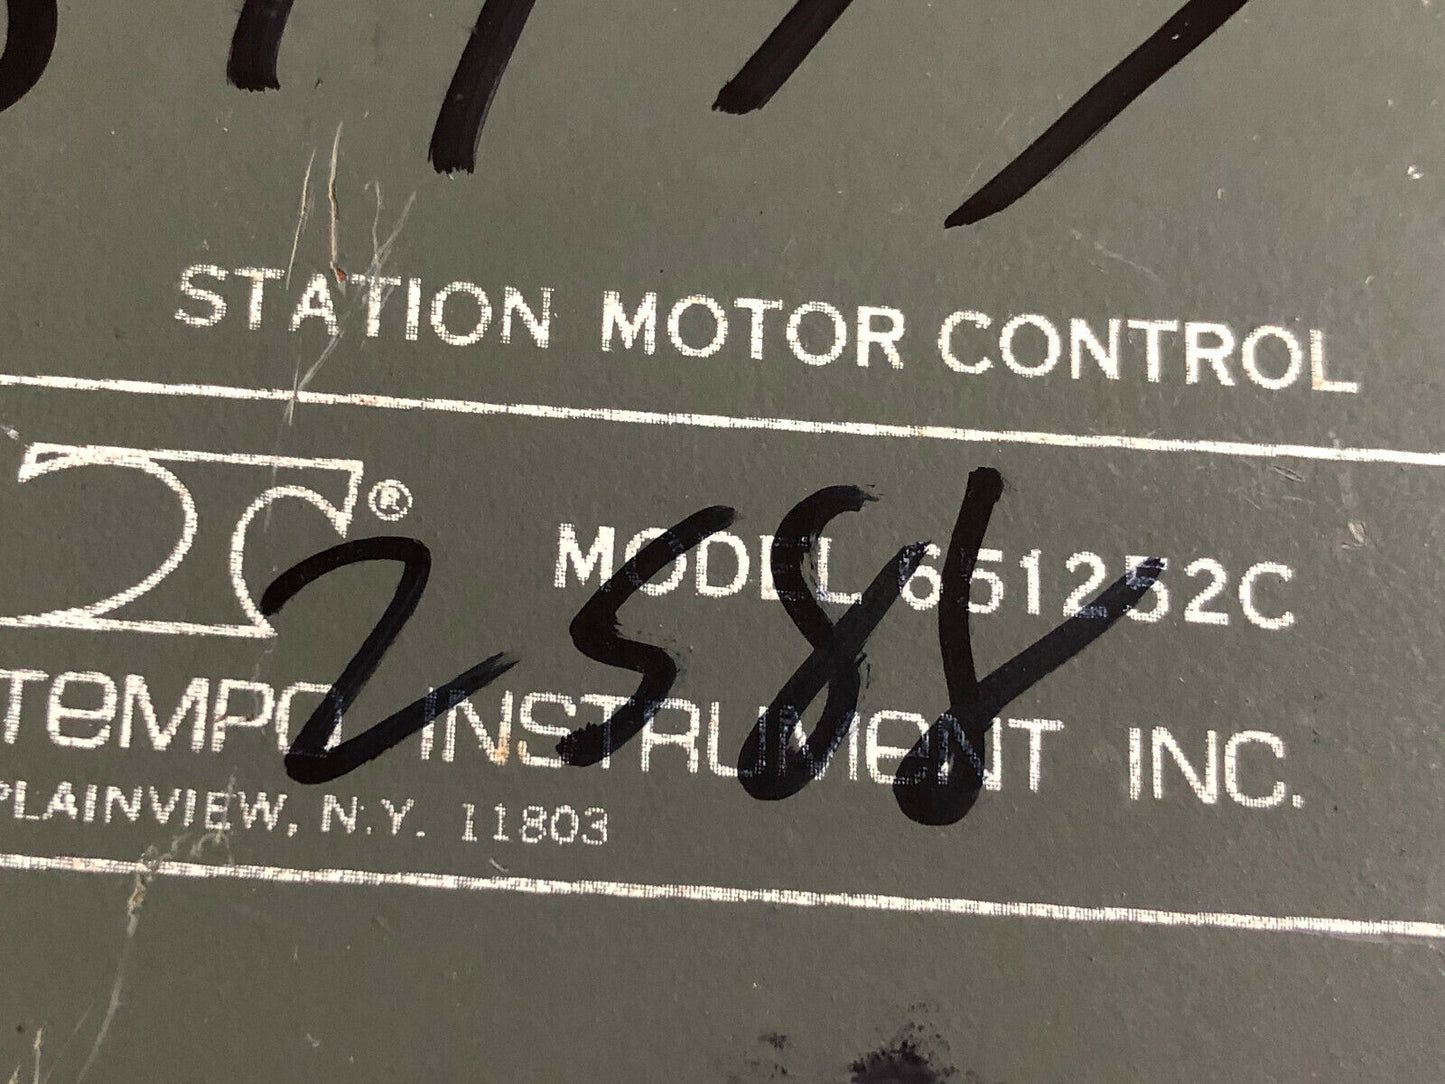 STATION MOTOR CONTROL
®
MODEL 651252C
2588
TEMPO INSTRUMENT INC.
PLAINVIEW, N.Y. 11803